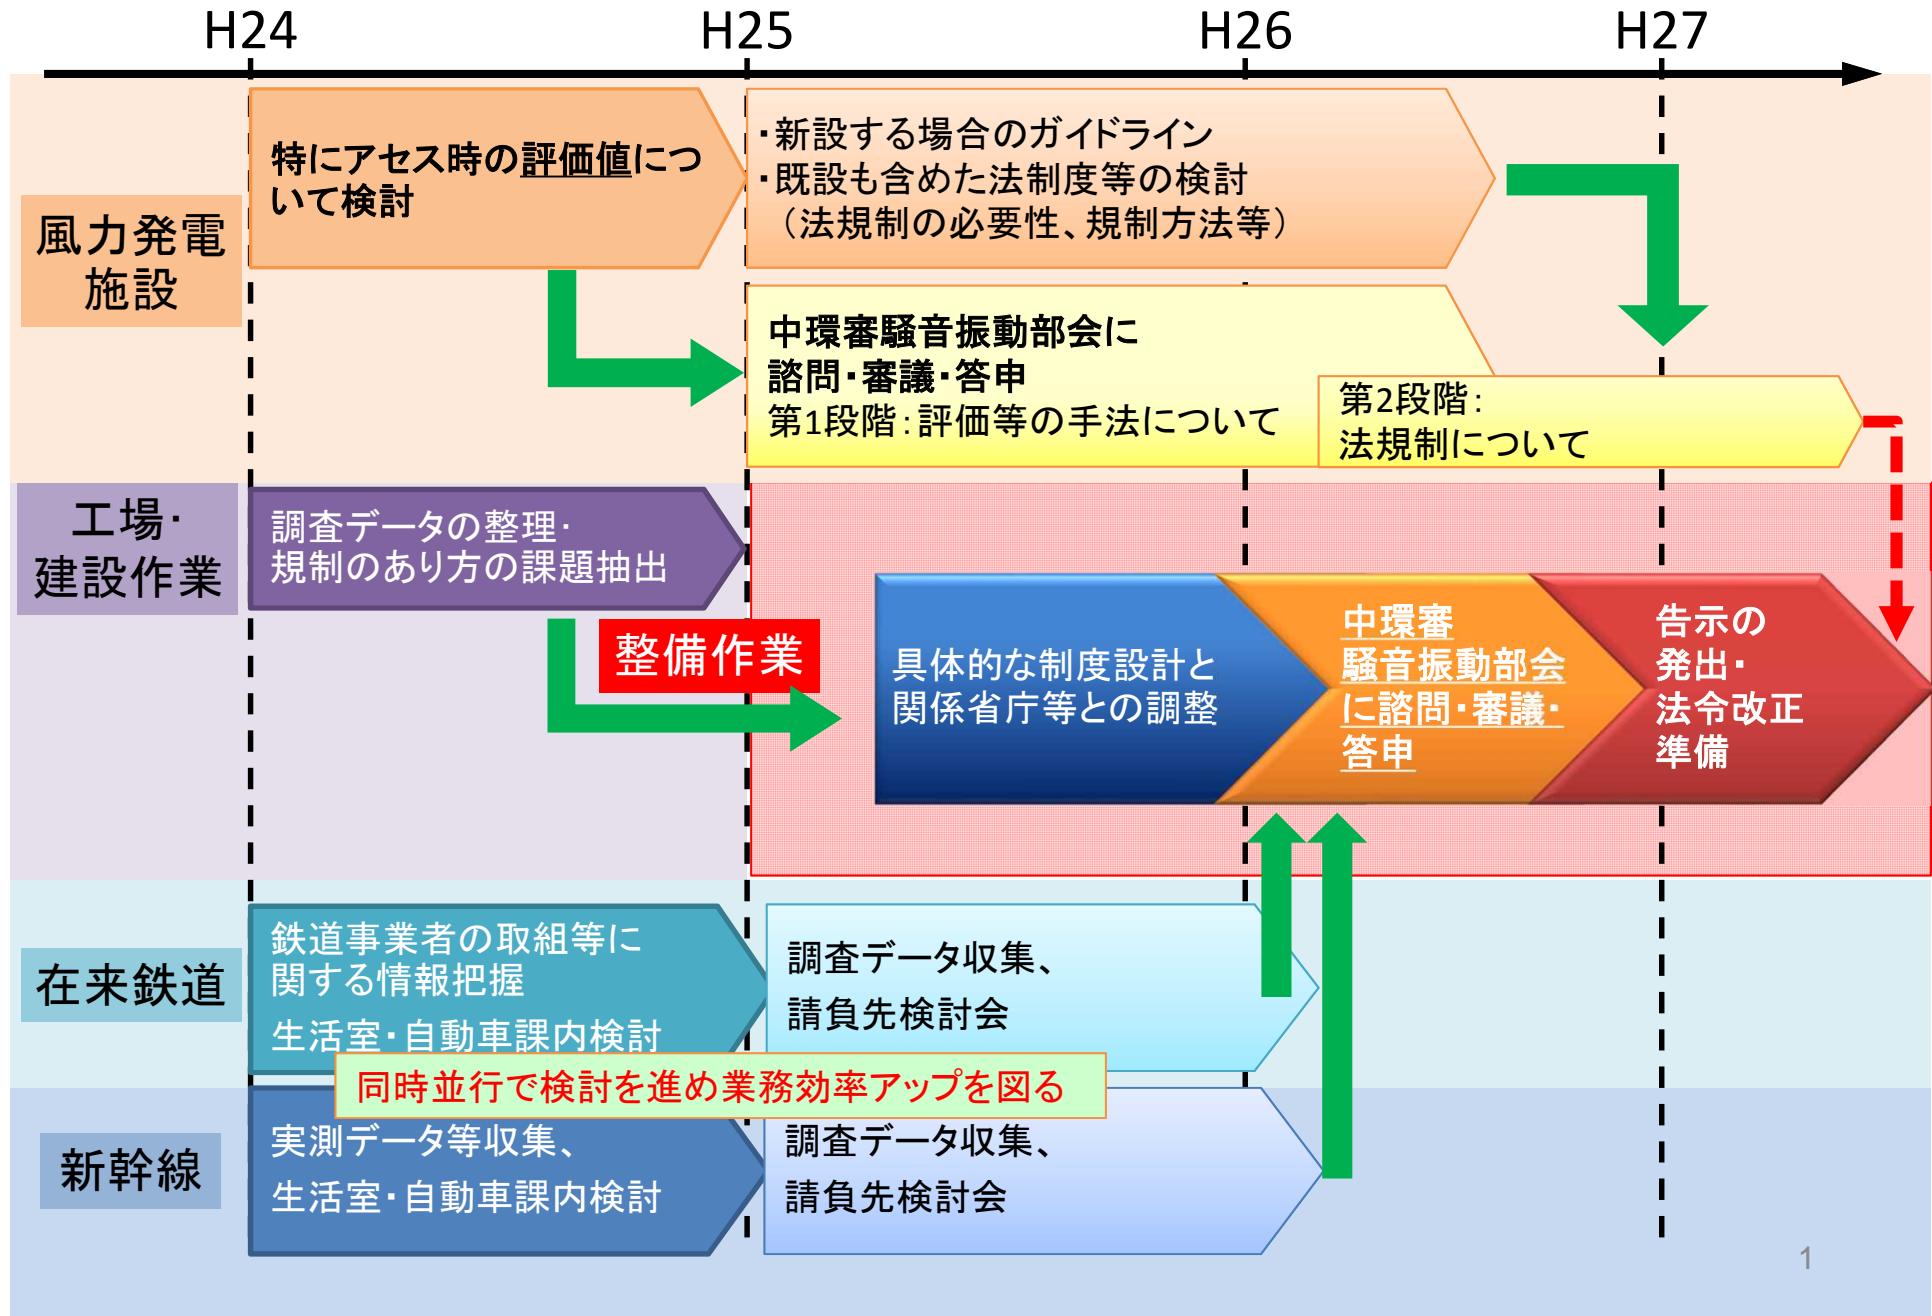 H24
H25
H26
H27
風力発電
施設
特にアセス時の評価値につ
いて検討
・新設する場合のガイドライン
・既設も含めた法制度等の検討
（法規制の必要性、規制方法等）
中環審騒音振動部会に
諮問・審議・答申
第1段階：評価等の手法について
第2段階：
法規制について
工場・
建設作業
調査データの整理・
規制のあり方の課題抽出
整備作業
具体的な制度設計と
関係省庁等との調整
中環審
騒音振動部会
に諮問・審議・
答申
告示の
発出・
法令改正
準備
在来鉄道
鉄道事業者の取組等に
関する情報把握
生活室・自動車課内検討
調査データ収集、
請負先検討会
同時並行で検討を進め業務効率アップを図る
新幹線
実測データ等収集、
生活室・自動車課内検討
調査データ収集、
請負先検討会
1